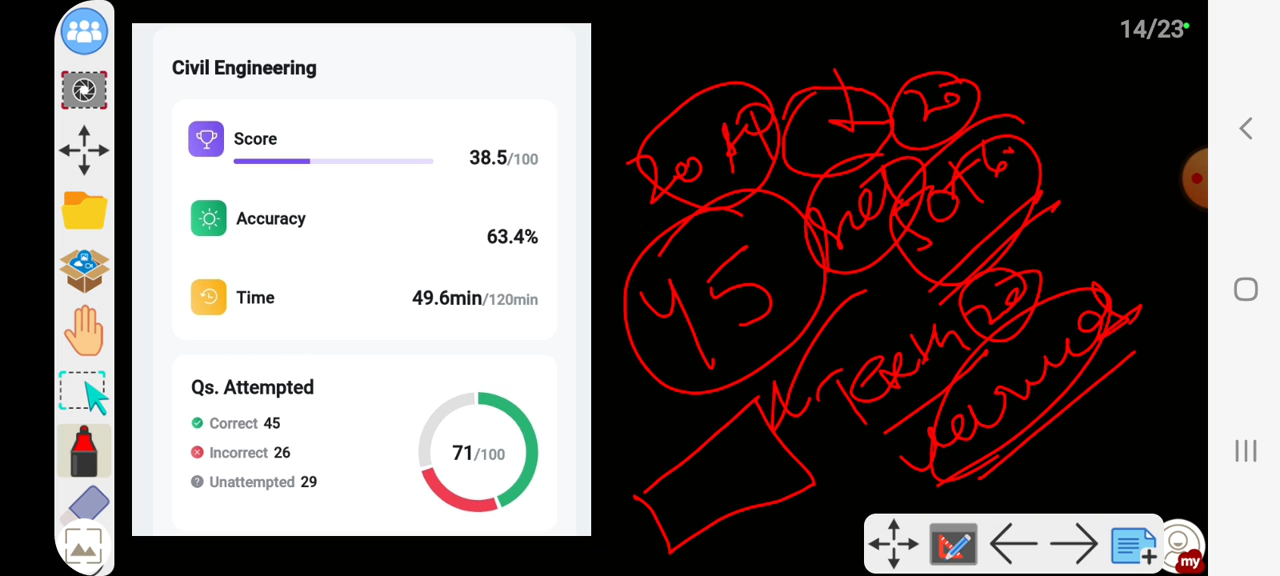 14/23
Civil Engineering
Score
38.5/100
Accuracy
63.4%
Time 49.6min/120min
Qs. Attempted
Correct 45
Incorrect 26
Unattempted 29
71/100
45
my